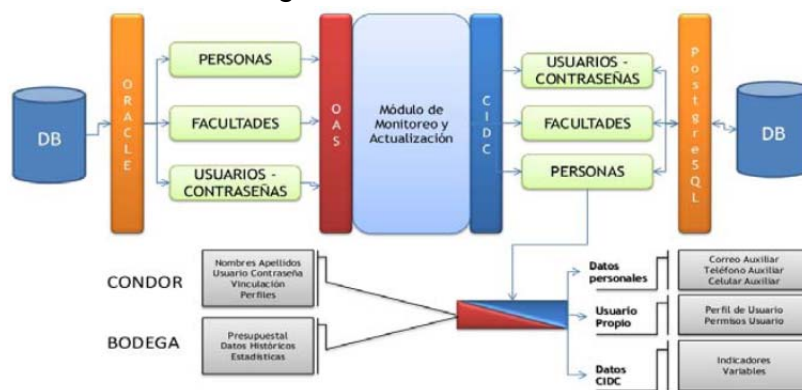 DB
ORACLE
PERSONAS
FACULTADES
USUARIOS -
CONTRASEÑAS
OAS
Módulo de
Monitoreo y
Actualización
CIDC
USUARIOS -
CONTRASEÑAS
FACULTADES
PERSONAS
PostgreSQL
DB
CONDOR
Nombres Apellidos
Usuario Contraseña
Vinculación
Perfiles
BODEGA
Presupuestal
Datos Históricos
Estadísticas
Datos
personales
Correo Auxiliar
Teléfono Auxiliar
Celular Auxiliar
Usuario
Propio
Perfil de Usuario
Permisos Usuario
Datos
CIDC
Indicadores
Variables